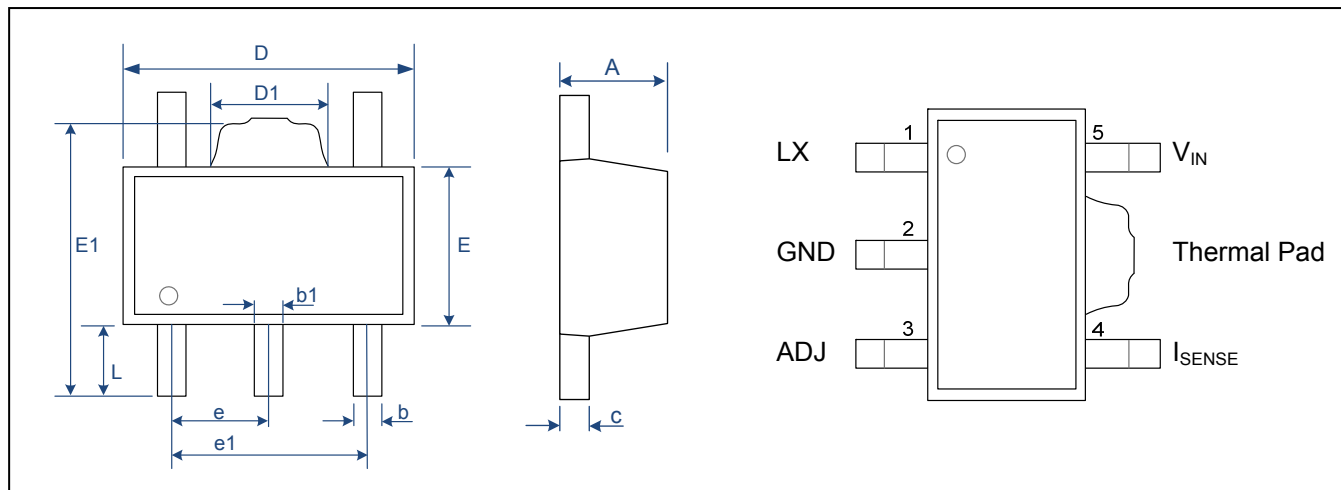 D
D1
E1
E
b1
L
e
b
e1
A
c
LX
1
5
VIN
GND
2
Thermal Pad
ADJ
3
4
ISENSE